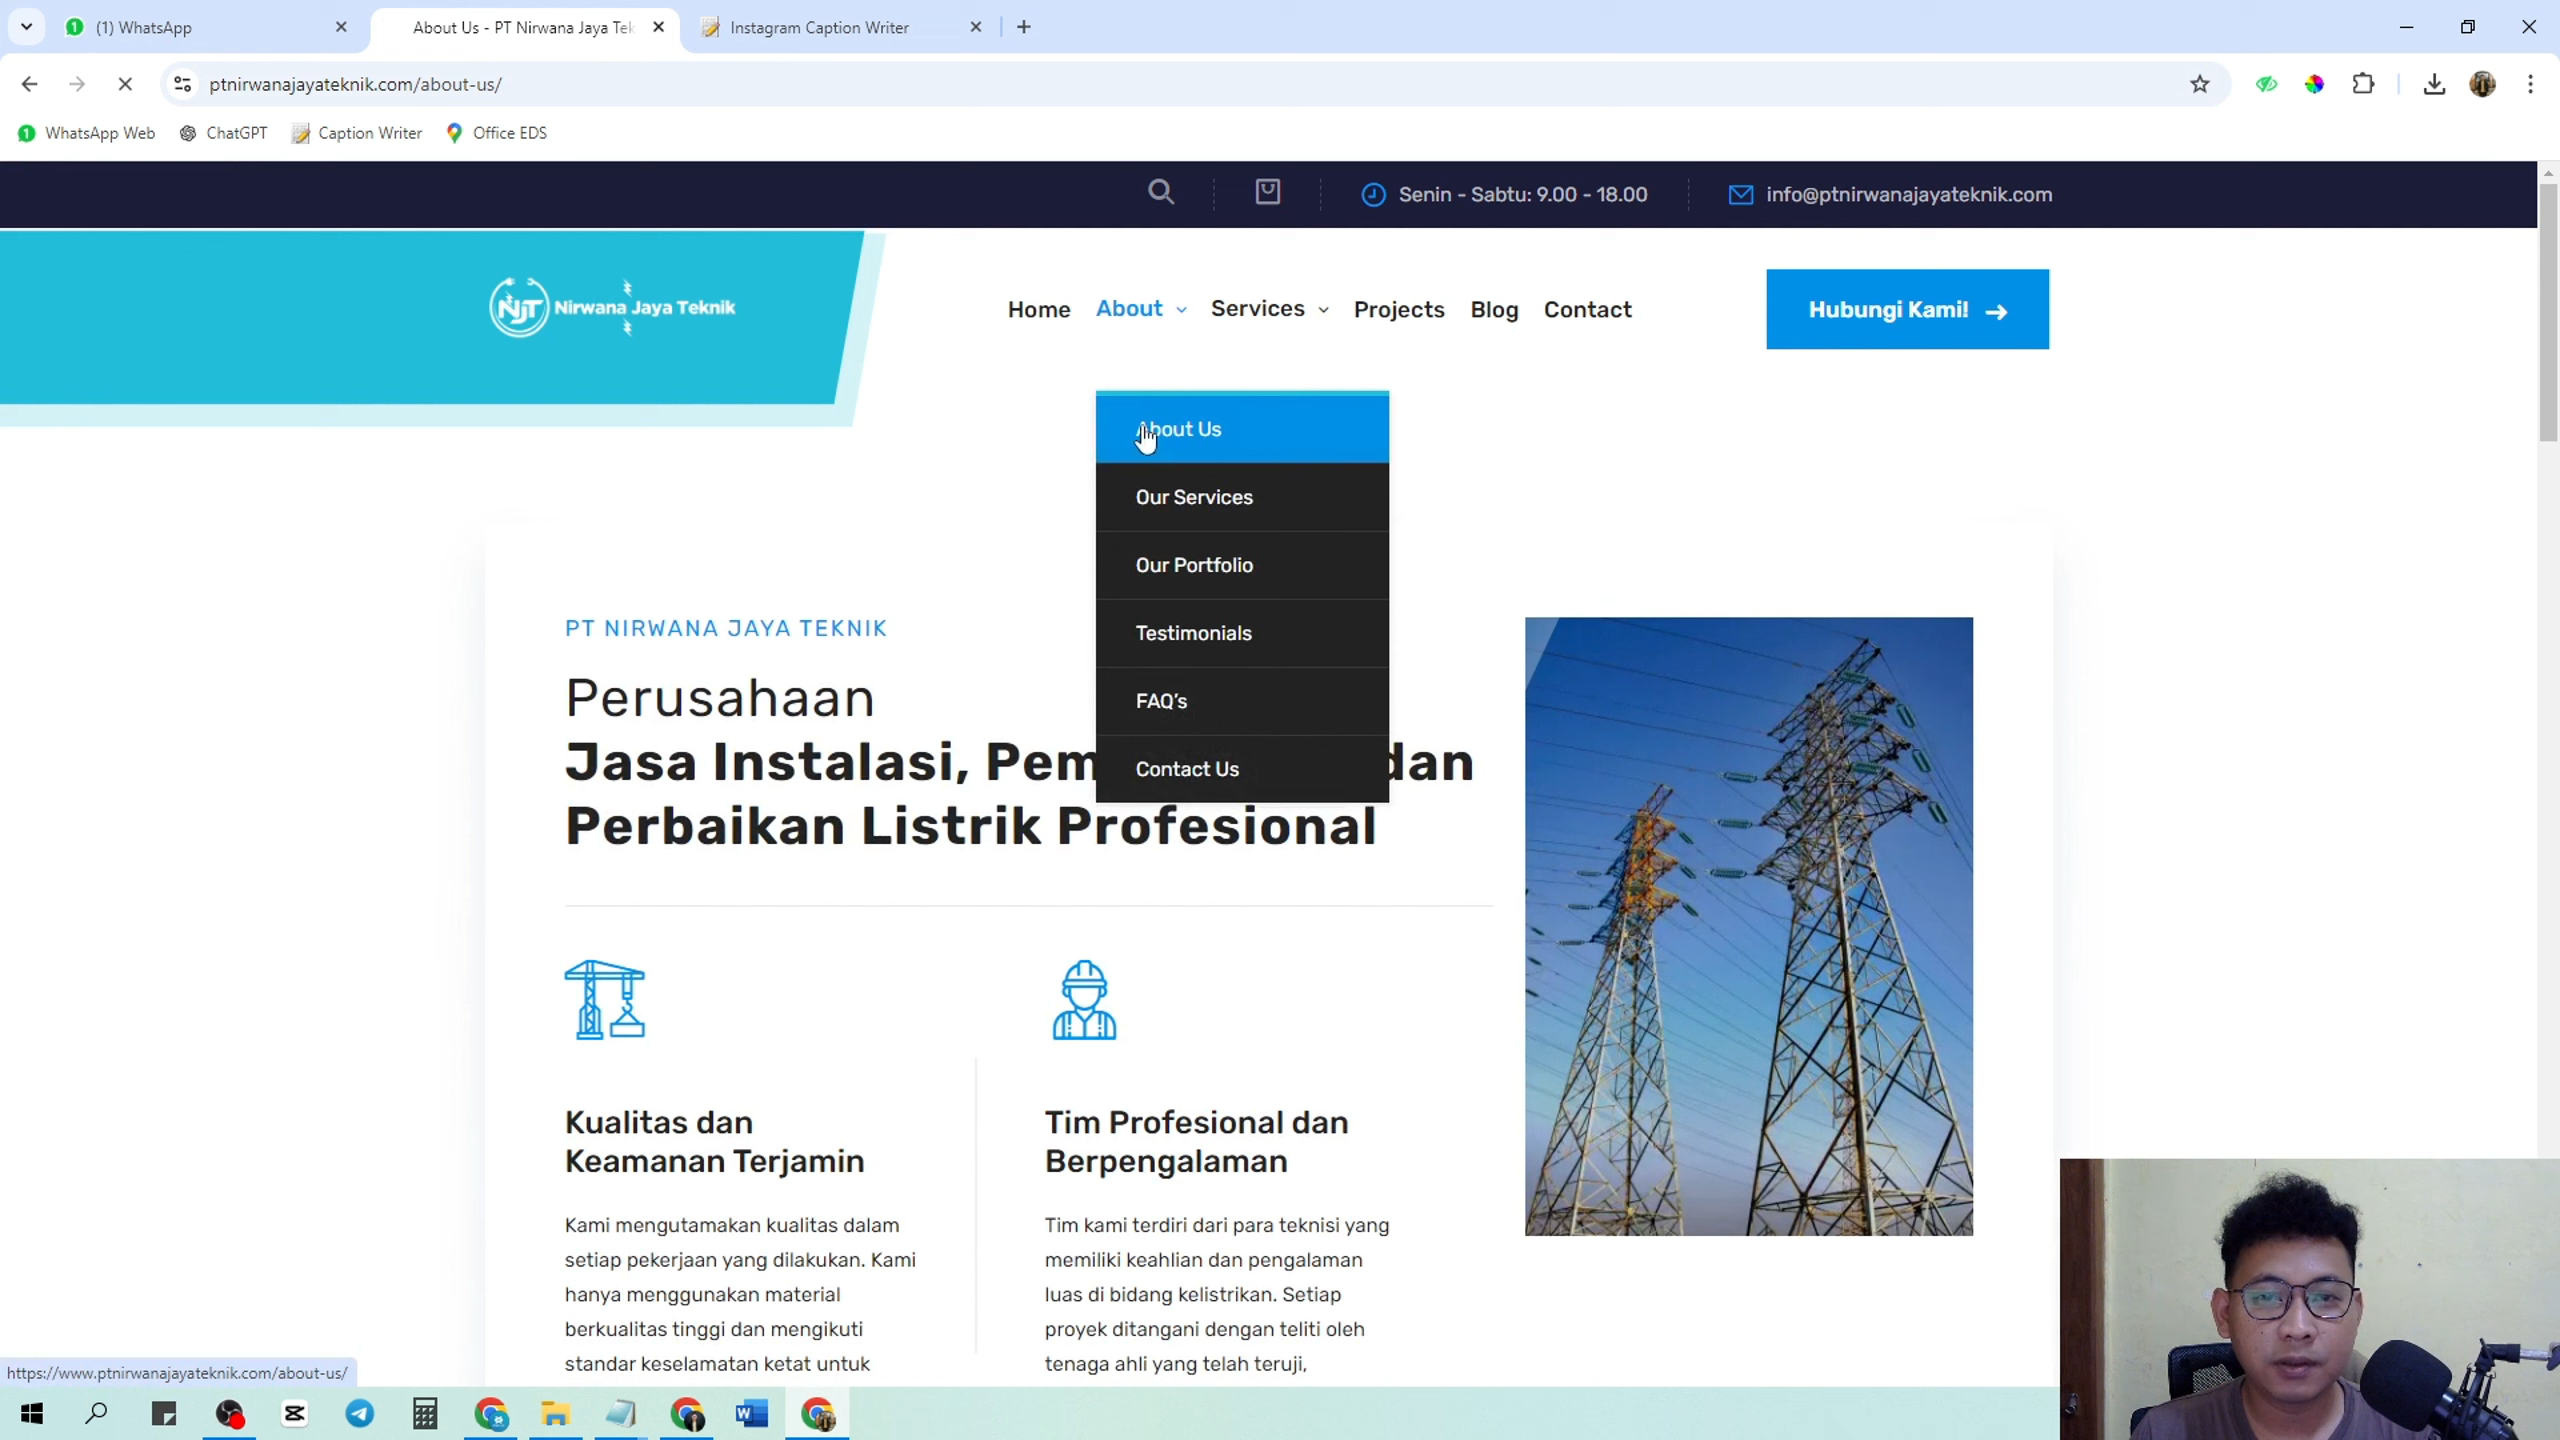 (1) WhatsApp
About Us - PT Nirwana Jaya Tek
Instagram Caption Writer
ptnirwanajayateknik.com/about-us/
WhatsApp Web
ChatGPT
Caption Writer
Office EDS
Senin - Sabtu: 9.00 - 18.00
info@ptnirwanajayateknik.com
NJT
Nirwana Jaya Teknik
Home
About
Services
Projects
Blog
Contact
Hubungi Kami!
About Us
Our Services
Our Portfolio
Testimonials
FAQ's
Contact Us
PT NIRWANA JAYA TEKNIK
Perusahaan
Jasa Instalasi, Pem dan
Perbaikan Listrik Profesional
Kualitas dan
Keamanan Terjamin
Kami mengutamakan kualitas dalam
setiap pekerjaan yang dilakukan. Kami
hanya menggunakan material
berkualitas tinggi dan mengikuti
standar keselamatan ketat untuk
Tim Profesional dan
Berpengalaman
Tim kami terdiri dari para teknisi yang
memiliki keahlian dan pengalaman
luas di bidang kelistrikan. Setiap
proyek ditangani dengan teliti oleh
tenaga ahli yang telah teruji,
https://www.ptnirwanajayateknik.com/about-us/